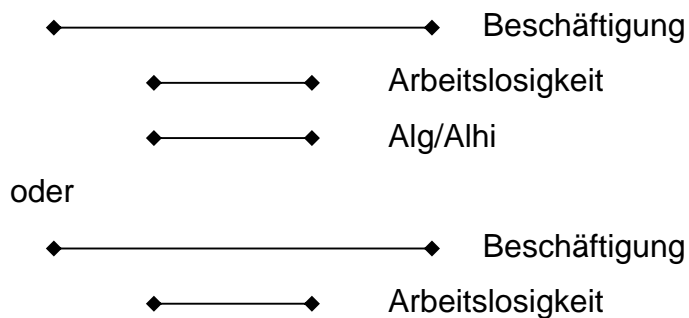 Beschäftigung
Arbeitslosigkeit
Alg/Alhi
oder
Beschäftigung
Arbeitslosigkeit